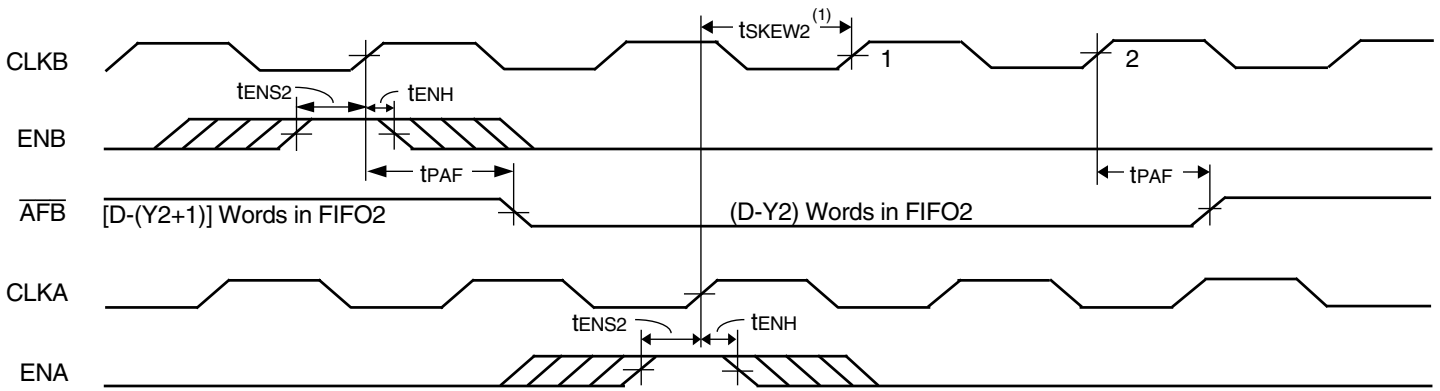 tSKEW2(1)
CLKB
1
2
tENS2
tENH
ENB
tPAF
tPAF
AFB
[D-(Y2+1)] Words in FIFO2
(D-Y2) Words in FIFO2
CLKA
tENS2
tENH
ENA